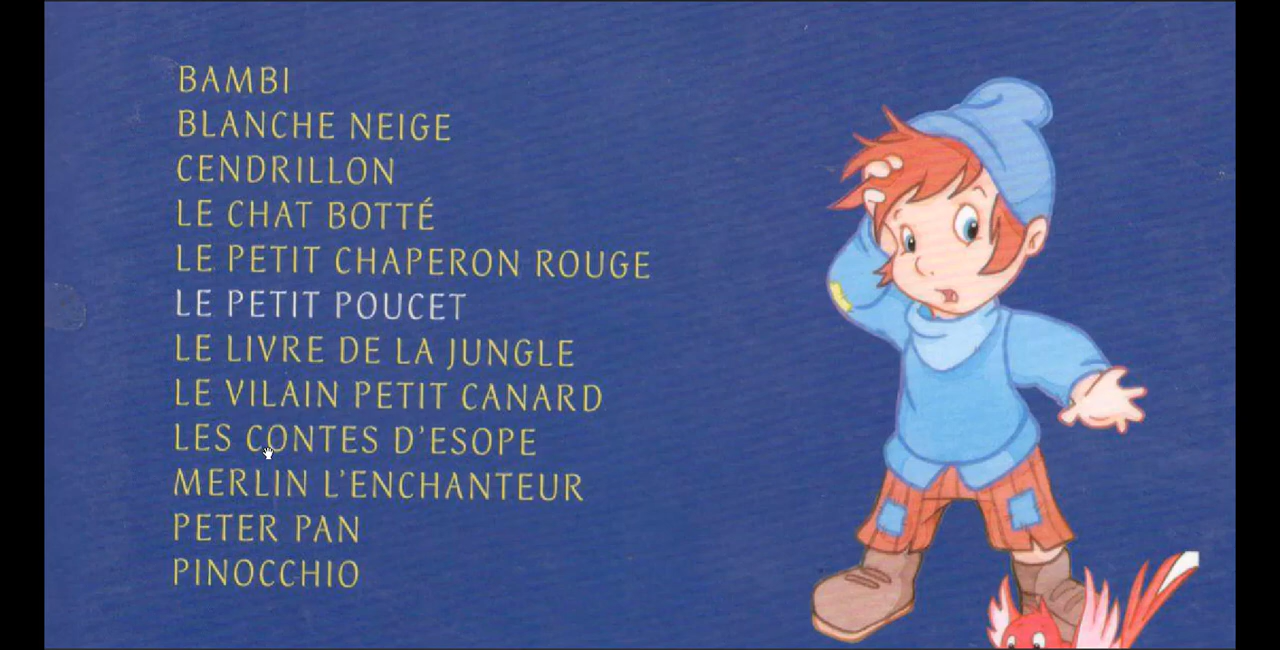 BAMBI
BLANCHE NEIGE
CENDRILLON
LE CHAT BOTTÉ
LE PETIT CHAPERON ROUGE
LE PETIT POUCET
LE LIVRE DE LA JUNGLE
LE VILAIN PETIT CANARD
LES CONTES D'ESOPE
MERLIN L'ENCHANTEUR
PETER PAN
PINOCCHIO